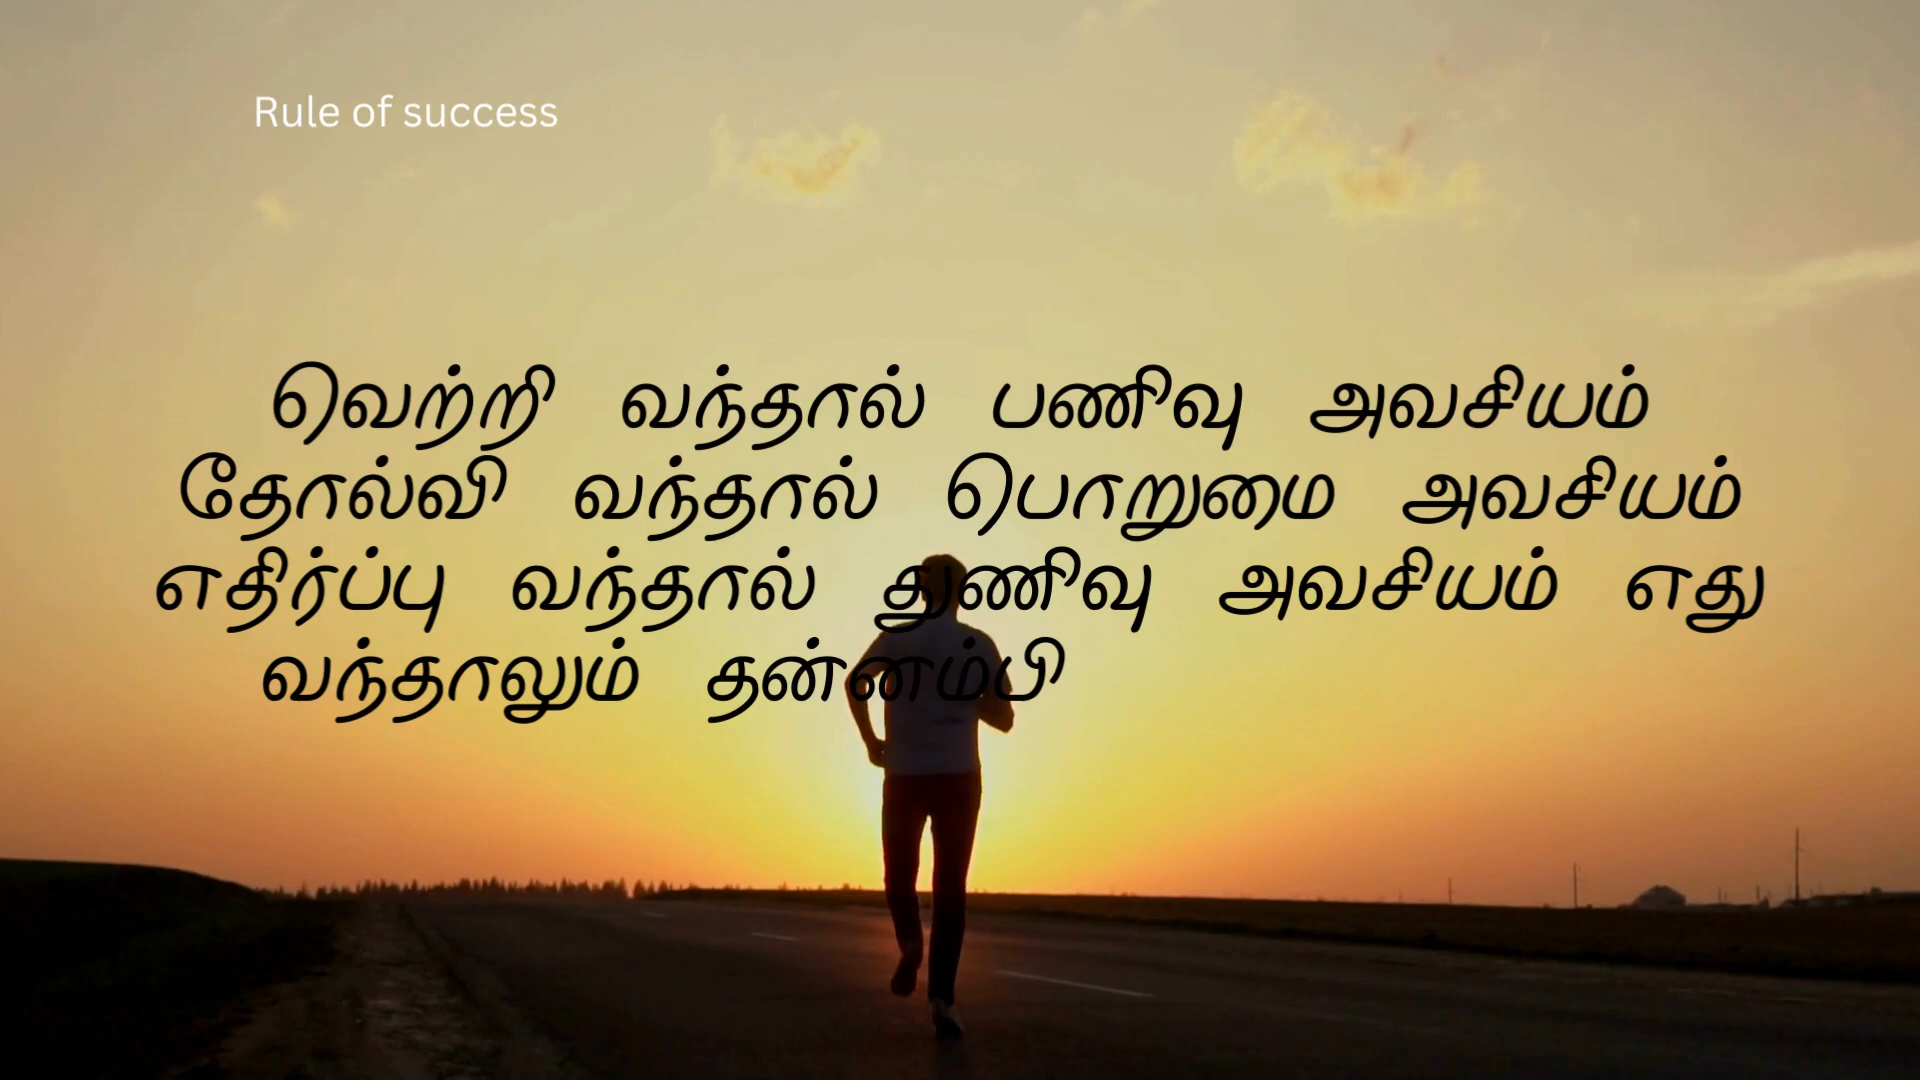 Rule of success
வெற்றி வந்தால் பணிவு அவசியம்
தோல்வி வந்தால் பொறுமை அவசியம்
எதிர்ப்பு வந்தால் துணிவு அவசியம் எது
வந்தாலும் தன்னம்பி